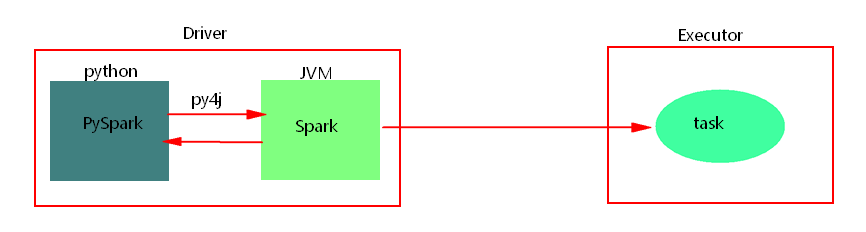 Driver
Executor
python
JVM
py4j
PySpark
Spark
task